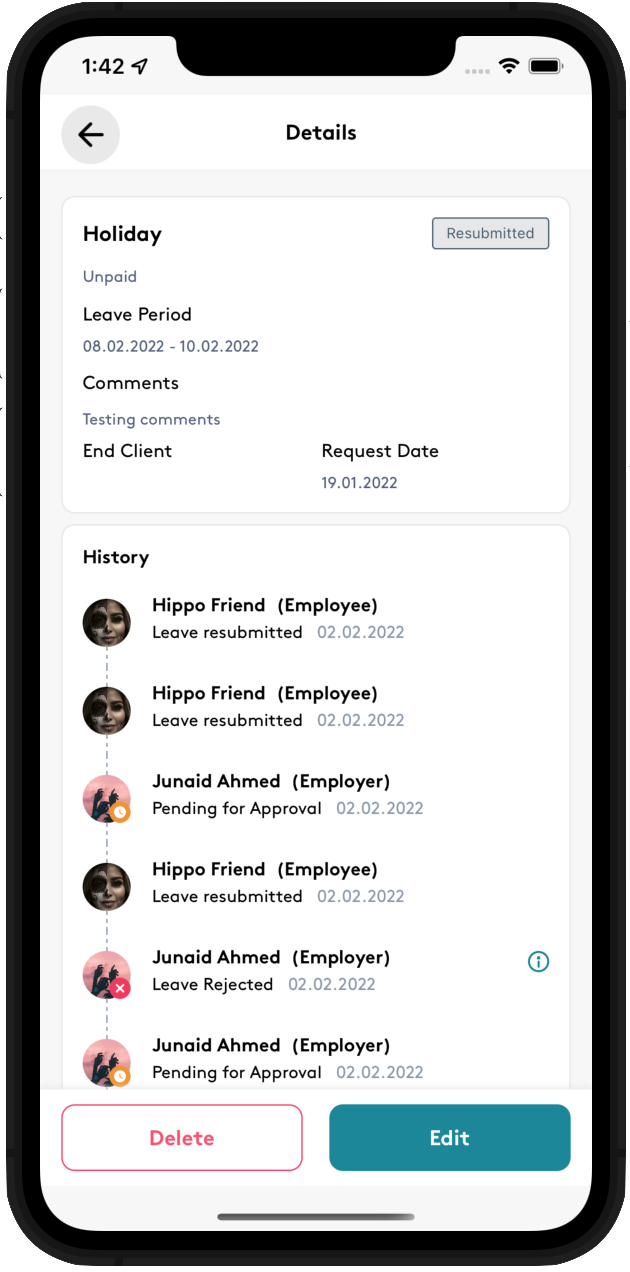 1:42
Details
Holiday
Resubmitted
Unpaid
Leave Period
08.02.2022 - 10.02.2022
Comments
Testing comments
End Client Request Date
19.01.2022
History
Hippo Friend (Employee)
Leave resubmitted 02.02.2022
Hippo Friend (Employee)
Leave resubmitted 02.02.2022
Junaid Ahmed (Employer)
Pending for Approval 02.02.2022
Hippo Friend (Employee)
Leave resubmitted 02.02.2022
Junaid Ahmed (Employer)
Leave Rejected 02.02.2022
Junaid Ahmed (Employer)
Pending for Approval 02.02.2022
Delete Edit